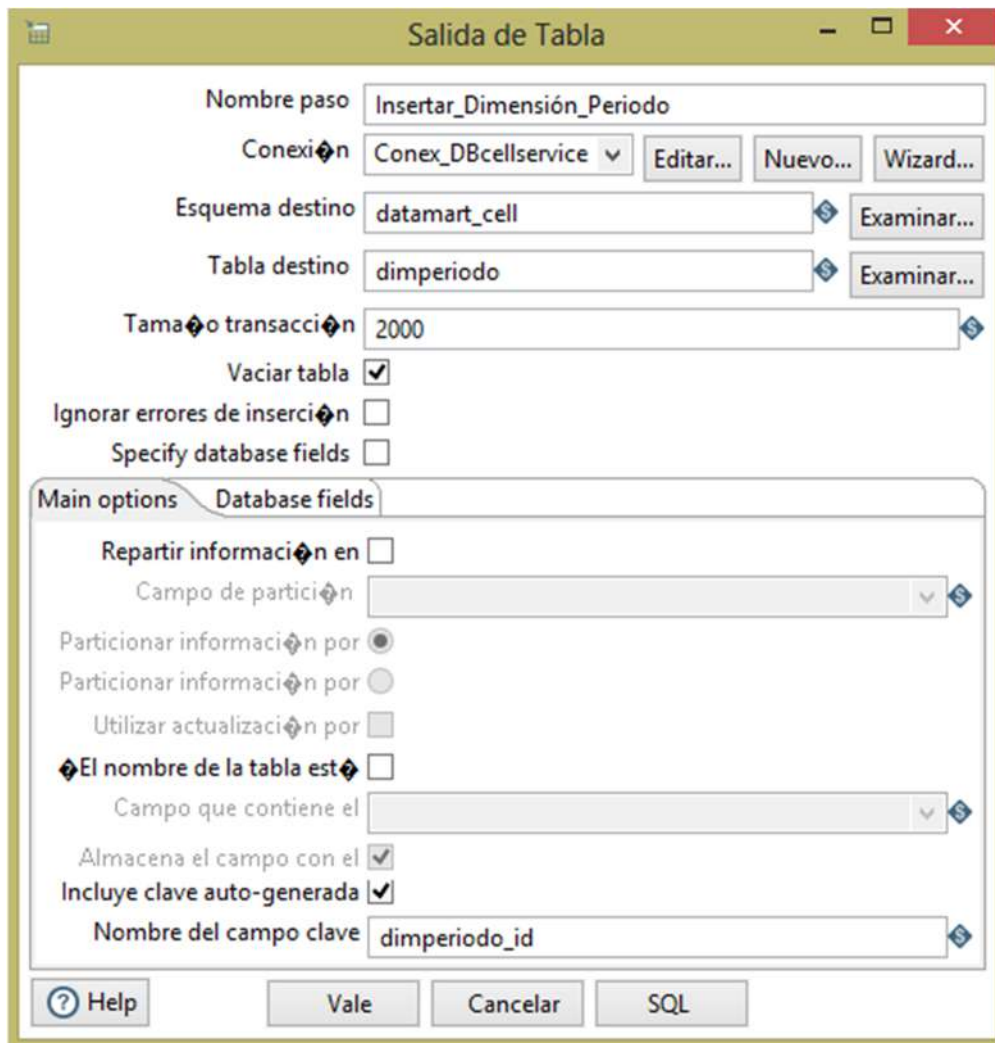 Salida de Tabla
Nombre paso Insertar_Dimensión_Periodo
Conexi�n Conex_DBcellservice Editar... Nuevo... Wizard...
Esquema destino datamart_cell Examinar...
Tabla destino dimperiodo Examinar...
Tama�o transacci�n 2000
Vaciar tabla
Ignorar errores de inserci�n
Specify database fields
Main options Database fields
Repartir informaci�n en
Campo de partici�n
Particionar informaci�n por
Particionar informaci�n por
Utilizar actualizaci�n por
�El nombre de la tabla est�
Campo que contiene el
Almacena el campo con el
Incluye clave auto-generada
Nombre del campo clave dimperiodo_id
Help Vale Cancelar SQL